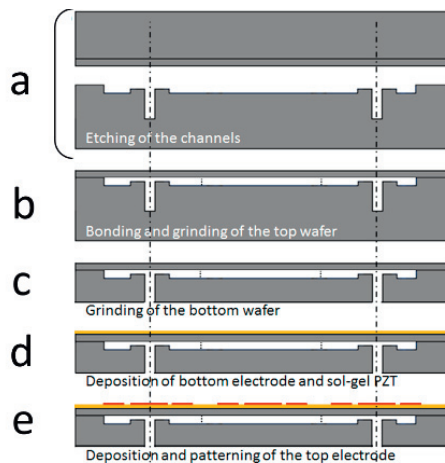 a
Etching of the channels
b
Bonding and grinding of the top wafer
c
Grinding of the bottom wafer
d
Deposition of bottom electrode and sol-gel PZT
e
Deposition and patterning of the top electrode